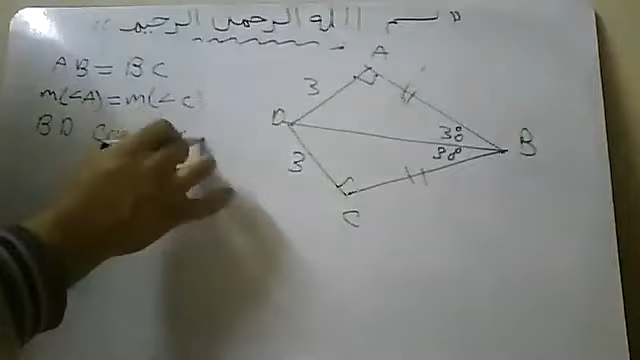 بسم الله الرحمن الرحيم
AB = BC
m(∠A) = m(∠C)
BD
A
3
D
38
38
B
3
C